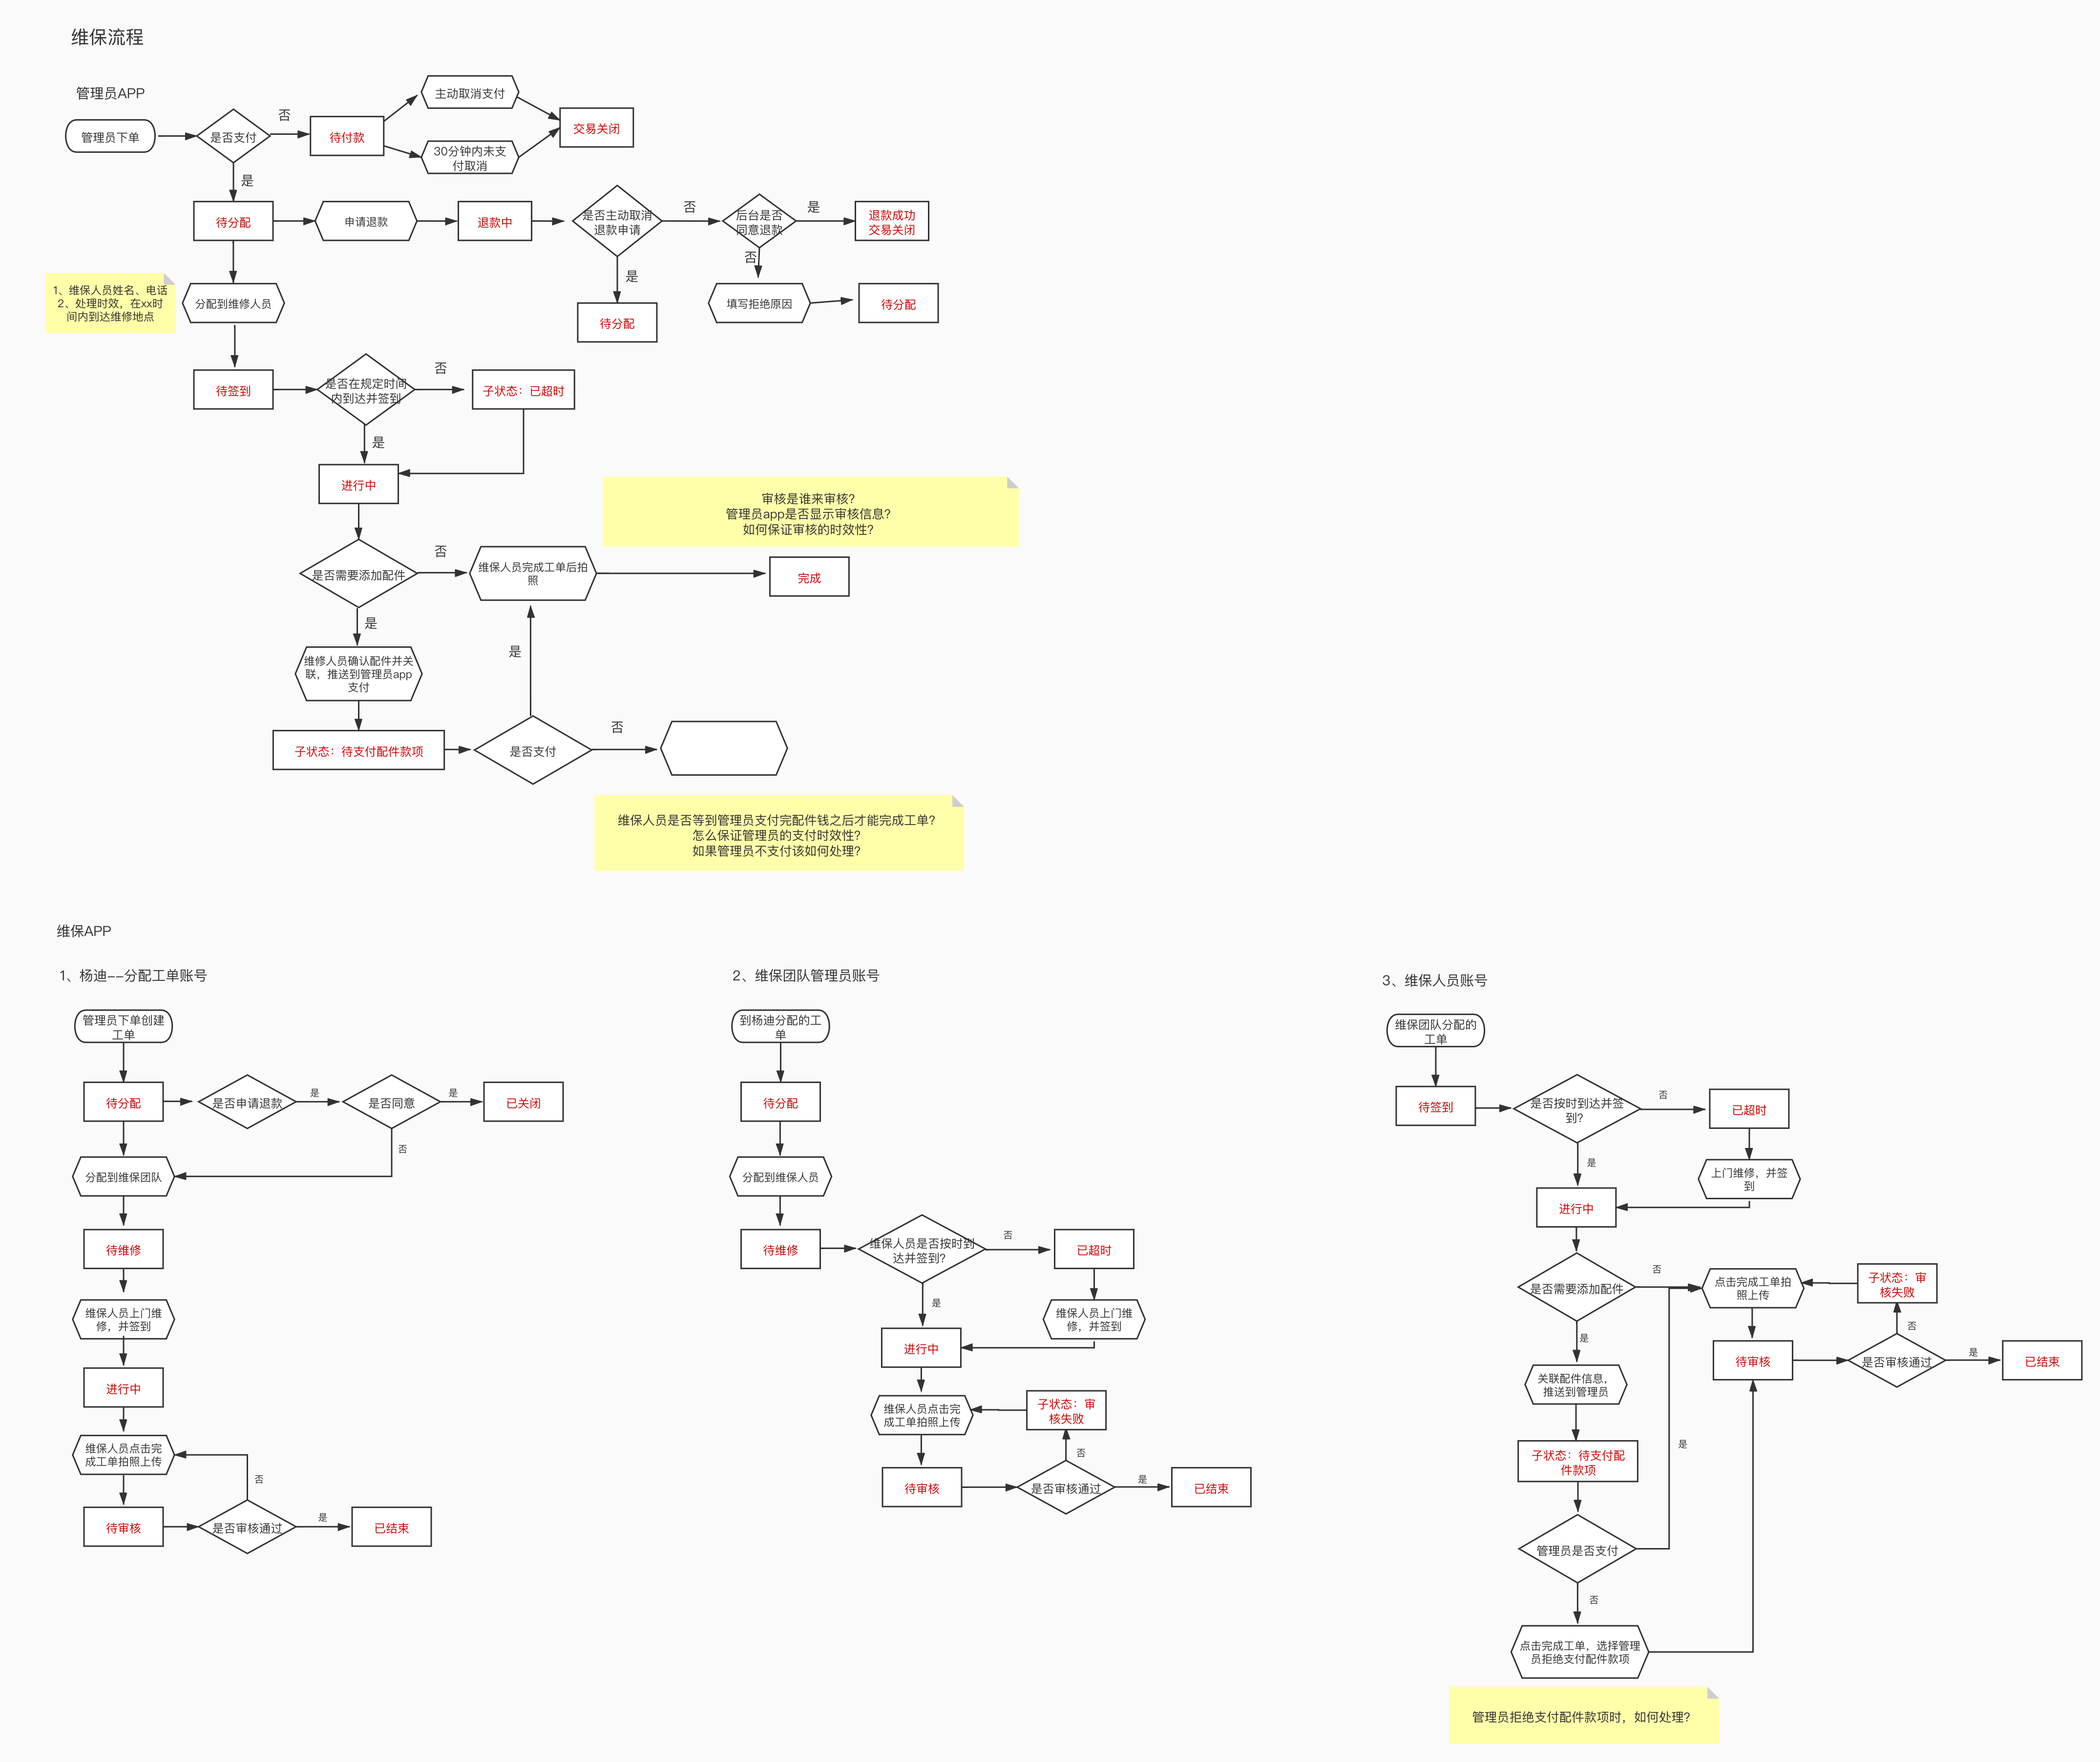 维保流程
管理员APP
管理员下单
是否支付
否
待付款
主动取消支付
30分钟内未支
付取消
交易关闭
是
待分配
申请退款
退款中
是否主动取消
退款申请
否
后台是否
同意退款
是
退款成功
交易关闭
是
待分配
否
填写拒绝原因
待分配
1、维保人员姓名、电话
2、处理时效，在xx时
间内到达维修地点
分配到维修人员
待签到
是否在规定时间
内到达并签到
否
子状态：已超时
是
进行中
审核是谁来审核？
管理员app是否显示审核信息？
如何保证审核的时效性？
是否需要添加配件
否
维保人员完成工单后拍
照
完成
是
维修人员确认配件并关
联，推送到管理员app
支付
是
子状态：待支付配件款项
是否支付
否
维保人员是否等到管理员支付完配件钱之后才能完成工单？
怎么保证管理员的支付时效性？
如果管理员不支付该如何处理？
维保APP
1、杨迪--分配工单账号
管理员下单创建
工单
待分配
是否申请退款
是
是否同意
是
已关闭
否
分配到维保团队
待维修
维保人员上门维
修，并签到
进行中
维保人员点击完
成工单拍照上传
否
待审核
是否审核通过
是
已结束
2、维保团队管理员账号
到杨迪分配的工
单
待分配
分配到维保人员
待维修
维保人员是否按时到
达并签到？
否
已超时
是
维保人员上门维
修，并签到
进行中
维保人员点击完
成工单拍照上传
子状态：审
核失败
否
待审核
是否审核通过
是
已结束
3、维保人员账号
维保团队分配的
工单
待签到
是否按时到达并签
到？
否
已超时
是
上门维修，并签
到
进行中
是否需要添加配件
否
点击完成工单拍
照上传
子状态：审
核失败
否
是
待审核
是否审核通过
是
已结束
关联配件信息，
推送到管理员
是
子状态：待支付配
件款项
管理员是否支付
否
点击完成工单，选择管理
员拒绝支付配件款项
管理员拒绝支付配件款项时，如何处理？